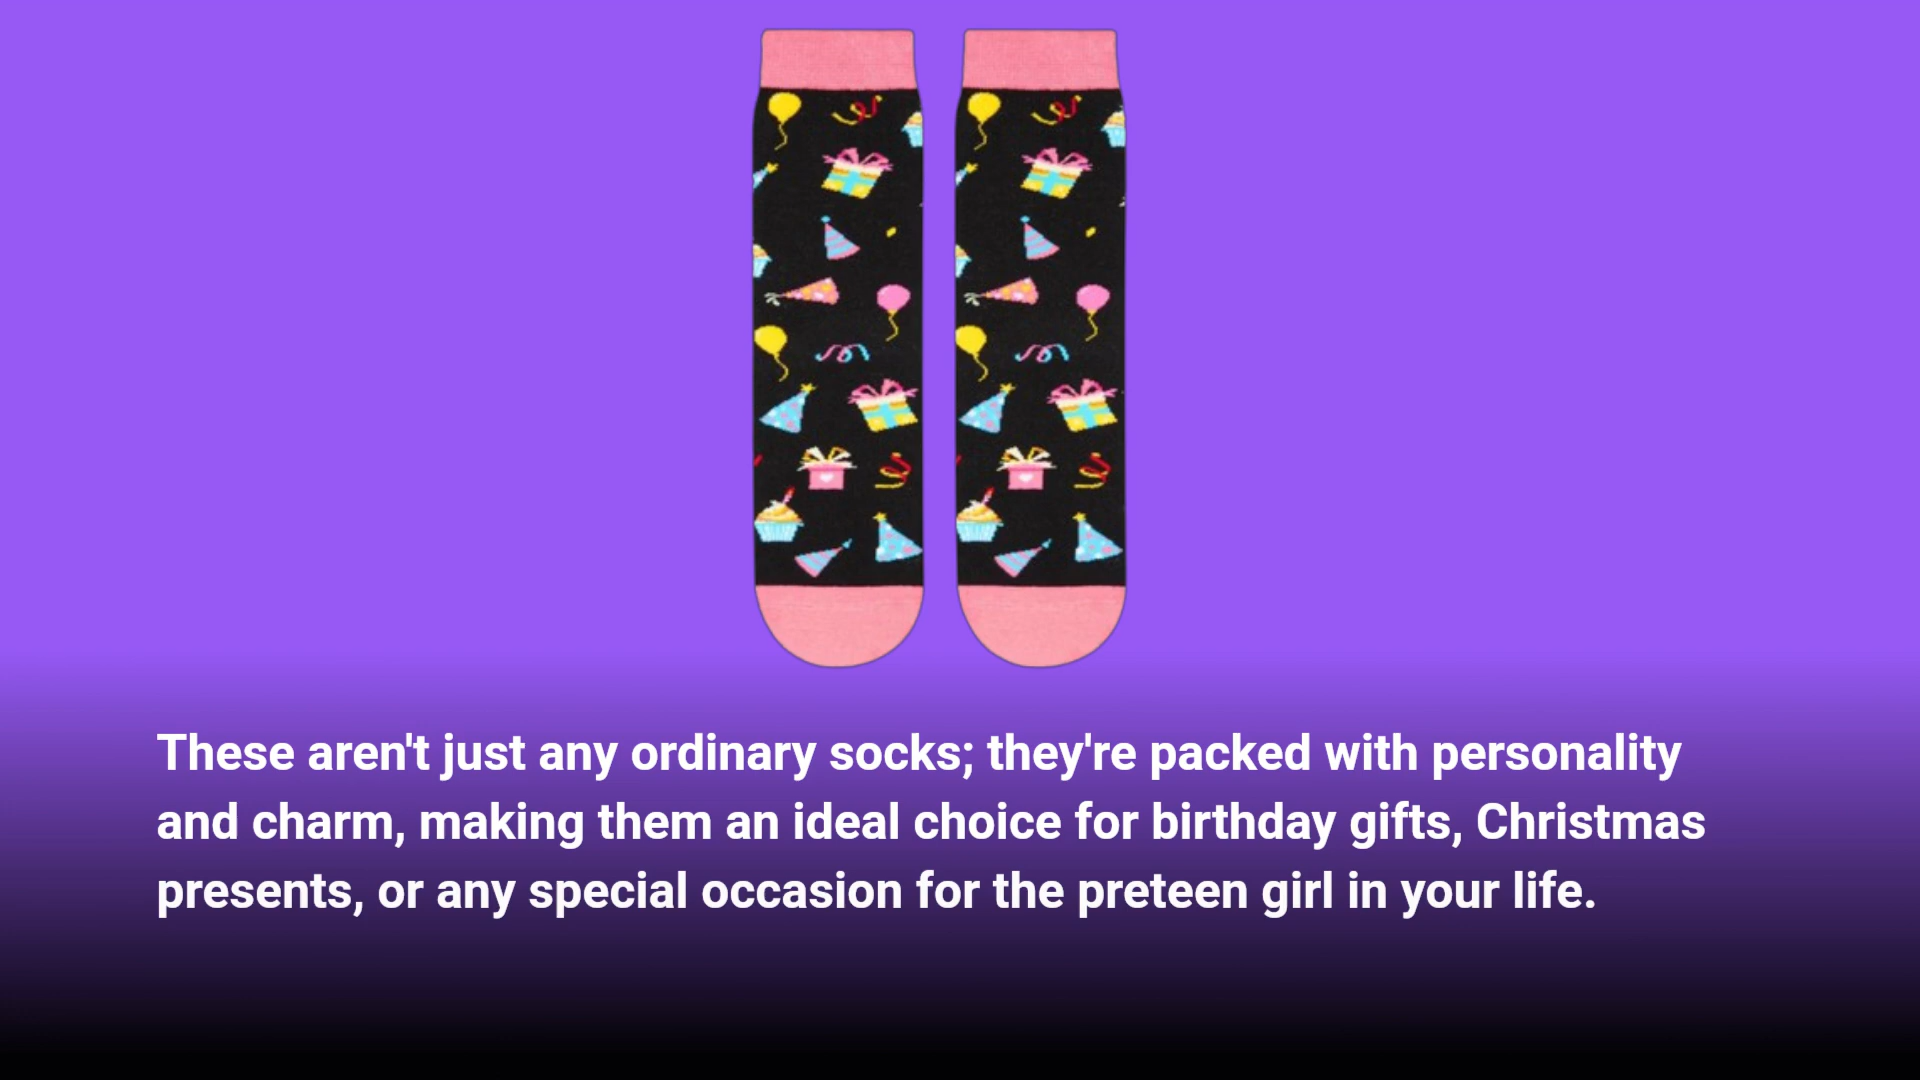 These aren't just any ordinary socks; they're packed with personality
and charm, making them an ideal choice for birthday gifts, Christmas
presents, or any special occasion for the preteen girl in your life.